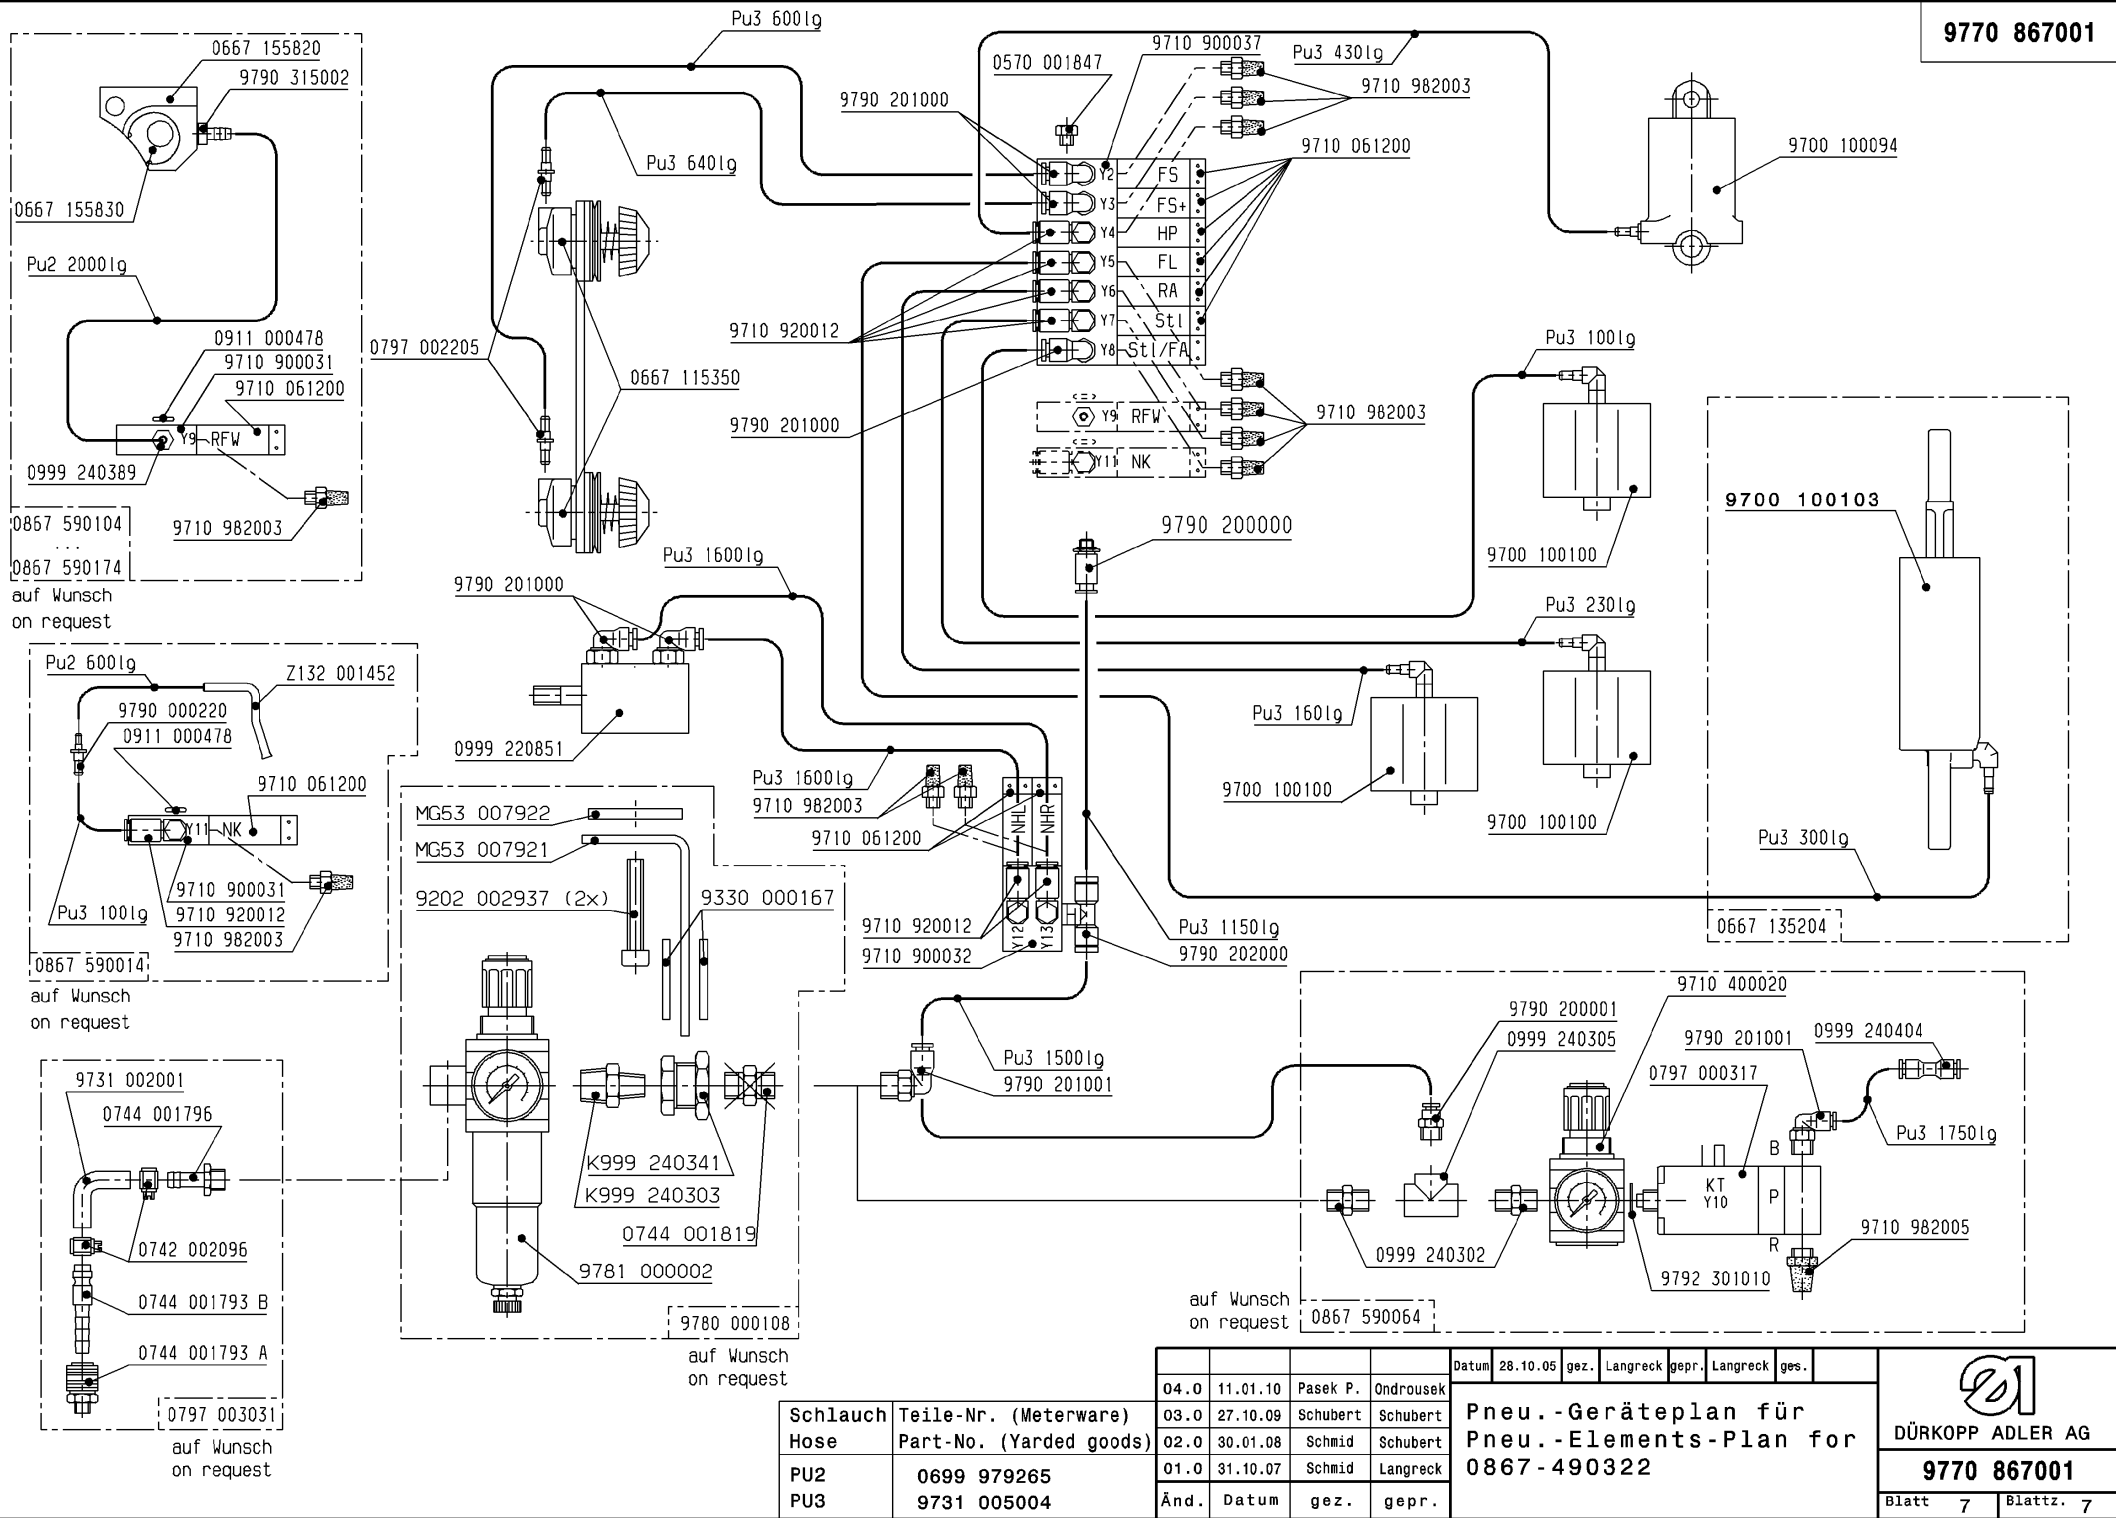 9770 867001
Pu3 600lg
0667 155820
9790 315002
0667 155830
Pu2 2000lg
0911 000478
9710 900031
9710 061200
Y9 RFW
0999 240389
9710 982003
0867 590104
...
0867 590174
auf Wunsch
on request
Pu3 640lg
0797 002205
0667 115350
9790 201000
0570 001847
9710 900037
Pu3 430lg
9710 982003
9710 061200
9700 100094
Y2 FS
Y3 FS+
Y4 HP
Y5 FL
Y6 RA
Y7 Stl
Y8 Stl/FA
Y9 RFW
Y11 NK
9710 920012
9790 201000
9710 982003
9790 200000
Pu3 100lg
9700 100100
Pu3 230lg
9700 100100
Pu3 160lg
9700 100100
9700 100103
Pu3 300lg
0667 135204
Pu3 1600lg
9790 201000
0999 220851
Pu3 1600lg
9710 982003
9710 061200
NHL
NHR
Y12
Y13
9710 920012
9710 900032
Pu3 1150lg
9790 202000
Pu3 1500lg
9790 201001
Pu2 600lg
Z132 001452
9790 000220
0911 000478
9710 061200
Y11 NK
9710 900031
9710 920012
9710 982003
Pu3 100lg
0867 590014
auf Wunsch
on request
MG53 007922
MG53 007921
9202 002937 (2x)
9330 000167
K999 240341
K999 240303
0744 001819
9781 000002
9780 000108
auf Wunsch
on request
9731 002001
0744 001796
0742 002096
0744 001793 B
0744 001793 A
0797 003031
auf Wunsch
on request
9710 400020
9790 200001
0999 240305
9790 201001
0999 240404
0797 000317
Pu3 1750lg
KT
Y10
B
P
R
9710 982005
0999 240302
9792 301010
0867 590064
auf Wunsch
on request
Schlauch Teile-Nr. (Meterware)
Hose Part-No. (Yarded goods)
PU2 0699 979265
PU3 9731 005004
04.0 11.01.10 Pasek P. Ondrousek
03.0 27.10.09 Schubert Schubert
02.0 30.01.08 Schmid Schubert
01.0 31.10.07 Schmid Langreck
Änd. Datum gez. gepr.
Datum 28.10.05 gez. Langreck gepr. Langreck ges.
Pneu.-Geräteplan für
Pneu.-Elements-Plan for
0867-490322
DÜRKOPP ADLER AG
9770 867001
Blatt 7 Blattz. 7